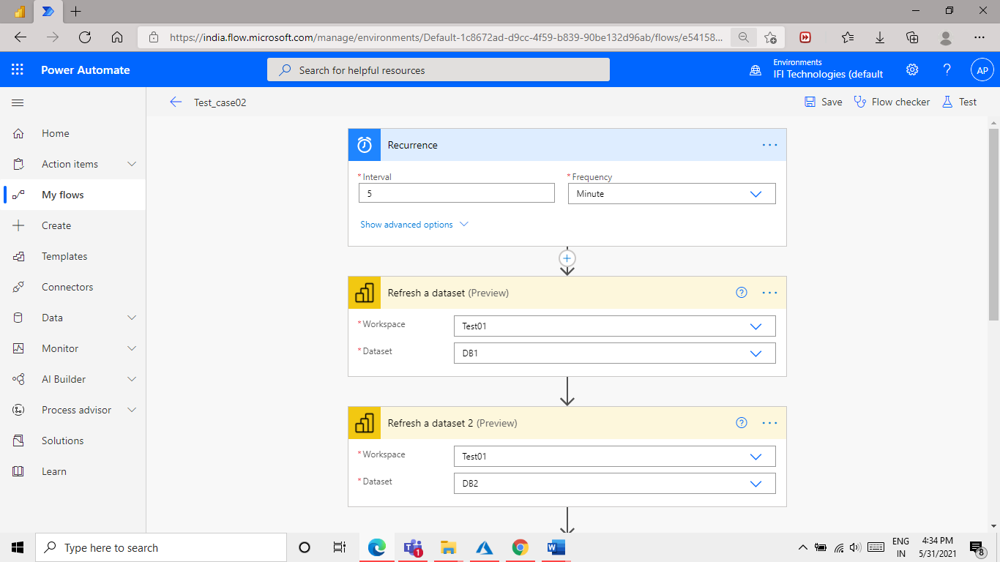 https://india.flow.microsoft.com/manage/environments/Default-1c8672ad-d9cc-4f59-b839-90be132d96ab/flows/e54158...
Power Automate
Search for helpful resources
Environments
IFI Technologies (default
?
AP
Test_case02
Save
Flow checker
Test
Home
Action items
My flows
Create
Templates
Connectors
Data
Monitor
AI Builder
Process advisor
Solutions
Learn
Recurrence
*Interval
*Frequency
5
Minute
Show advanced options
Refresh a dataset (Preview)
?
*Workspace
Test01
*Dataset
DB1
Refresh a dataset 2 (Preview)
?
*Workspace
Test01
*Dataset
DB2
Type here to search
1
W
ENG
IN
4:34 PM
5/31/2021
8